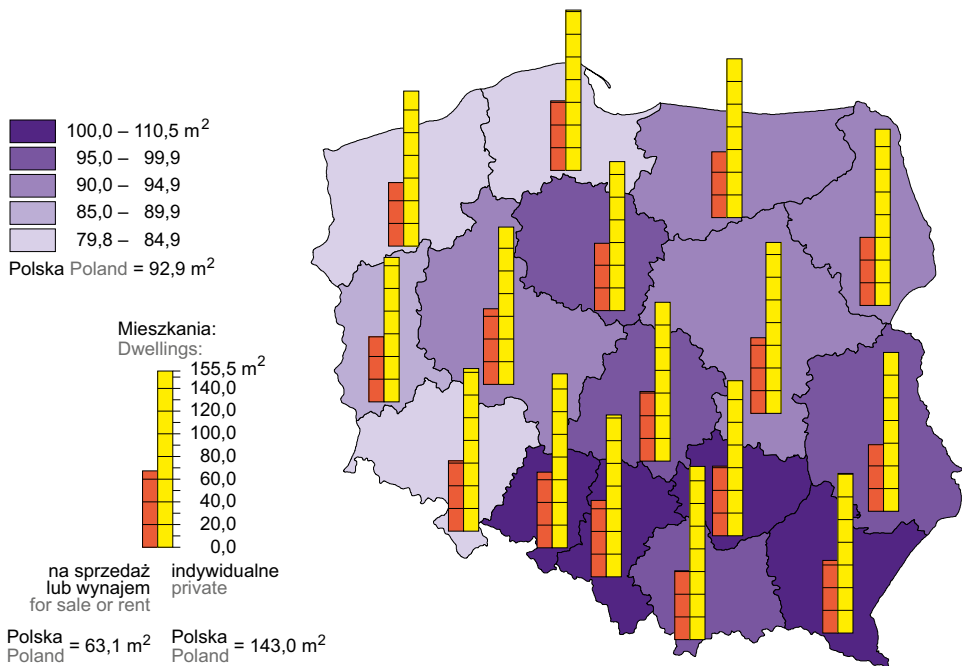 100,0 – 110,5 m²
95,0 – 99,9
90,0 – 94,9
85,0 – 89,9
79,8 – 84,9
Polska Poland = 92,9 m²
Mieszkania:
Dwellings:
155,5 m²
140,0
120,0
100,0
80,0
60,0
40,0
20,0
0,0
na sprzedaż
lub wynajem
for sale or rent
indywidualne
private
Polska
Poland = 63,1 m²
Polska
Poland = 143,0 m²